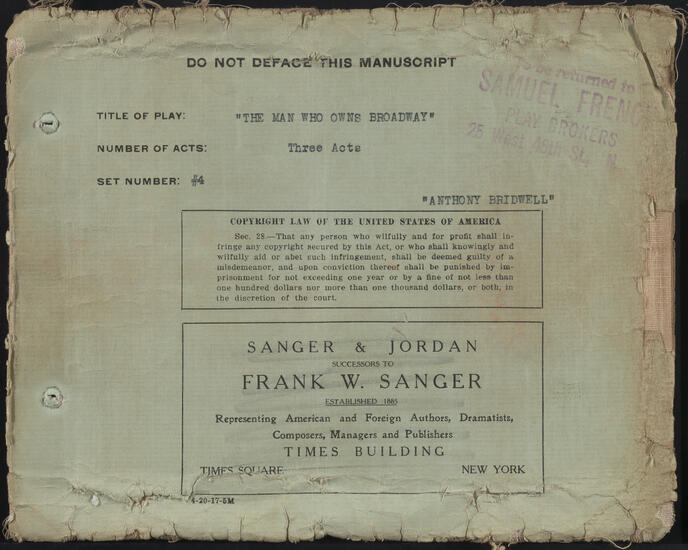 DO NOT DEFACE THIS MANUSCRIPT
To be returned to
SAMUEL FRENC
PLAY BROKERS
25 West 45th St., N.
TITLE OF PLAY: "THE MAN WHO OWNS BROADWAY"
NUMBER OF ACTS: Three Acts
SET NUMBER: #4
"ANTHONY BRIDWELL"
COPYRIGHT LAW OF THE UNITED STATES OF AMERICA
Sec. 28.—That any person who wilfully and for profit shall in-
fringe any copyright secured by this Act, or who shall knowingly and
wilfully aid or abet such infringement, shall be deemed guilty of a
misdemeanor, and upon conviction thereof shall be punished by im-
prisonment for not exceeding one year or by a fine of not less than
one hundred dollars nor more than one thousand dollars, or both, in
the discretion of the court.
SANGER & JORDAN
SUCCESSORS TO
FRANK W. SANGER
ESTABLISHED 1885
Representing American and Foreign Authors, Dramatists,
Composers, Managers and Publishers
TIMES BUILDING
TIMES SQUARE NEW YORK
4-20-17-5M